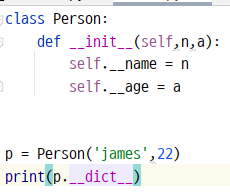 class Person:
    def __init__(self,n,a):
        self.__name = n
        self.__age = a
p = Person('james',22)
print(p.__dict__)